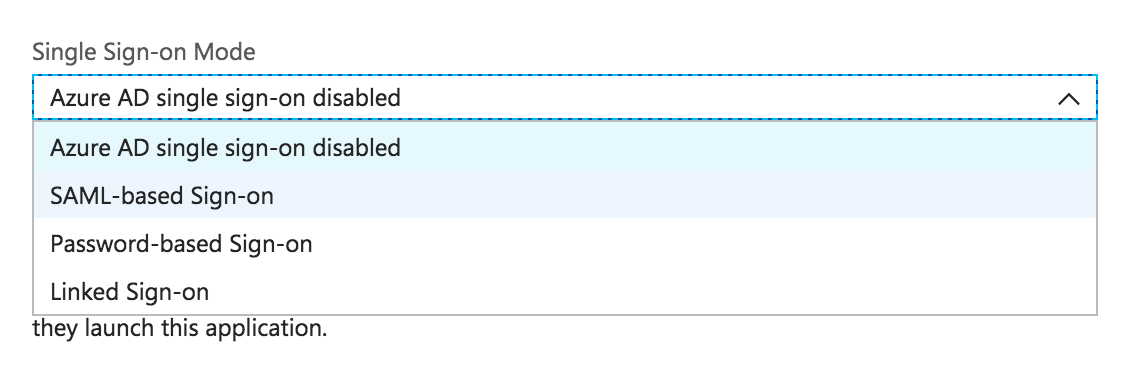 Single Sign-on Mode
Azure AD single sign-on disabled
Azure AD single sign-on disabled
SAML-based Sign-on
Password-based Sign-on
Linked Sign-on
they launch this application.